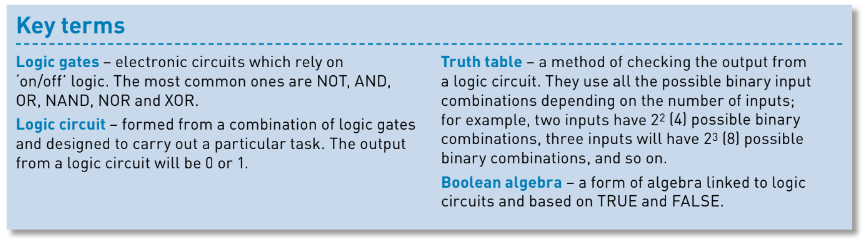 Key terms
Logic gates – electronic circuits which rely on
'on/off' logic. The most common ones are NOT, AND,
OR, NAND, NOR and XOR.
Logic circuit – formed from a combination of logic gates
and designed to carry out a particular task. The output
from a logic circuit will be 0 or 1.
Truth table – a method of checking the output from
a logic circuit. They use all the possible binary input
combinations depending on the number of inputs;
for example, two inputs have 2² (4) possible binary
combinations, three inputs will have 2³ (8) possible
binary combinations, and so on.
Boolean algebra – a form of algebra linked to logic
circuits and based on TRUE and FALSE.